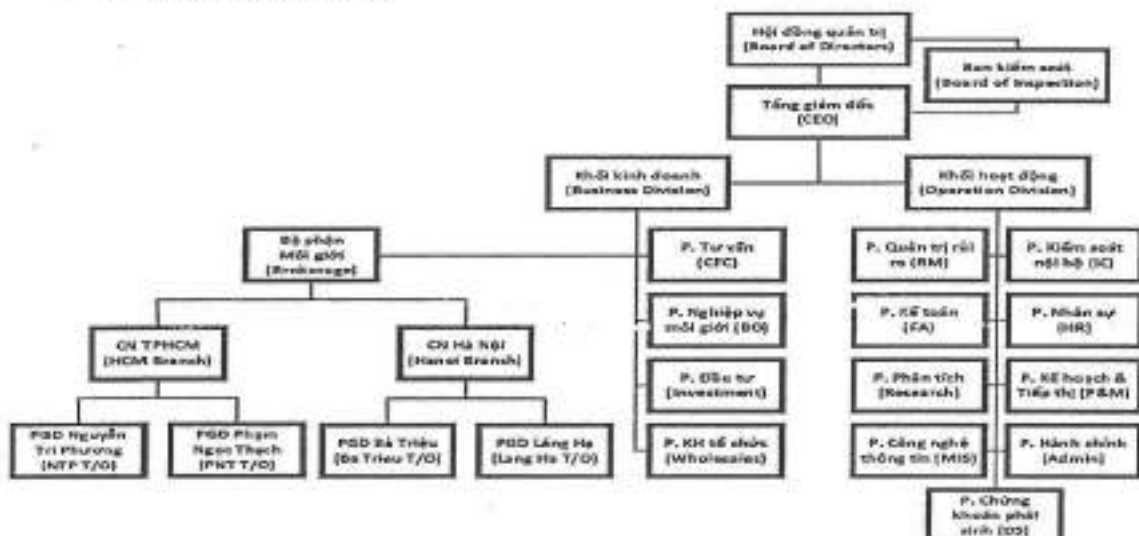 Hội đồng quản trị
(Board of Directors)
Ban kiểm soát
(Board of Inspection)
Tổng giám đốc
(CEO)
Khối kinh doanh
(Business Division)
Khối hoạt động
(Operation Division)
Bộ phận
Môi giới
(Brokerage)
P. Tư vấn
(CFC)
P. Quản trị rủi
ro (RM)
P. Kiểm soát
nội bộ (IC)
P. Nghiệp vụ
môi giới (BO)
P. Kế toán
(FA)
P. Nhân sự
(HR)
CN TPHCM
(HCM Branch)
CN Hà Nội
(Hanoi Branch)
P. Đầu tư
(Investment)
P. Phân tích
(Research)
P. Kế hoạch &
Tiếp thị (P&M)
PGD Nguyễn
Tri Phương
(NTP T/O)
PGD Phạm
Ngọc Thạch
(PNT T/O)
PGD Bà Triệu
(Ba Trieu T/O)
PGD Láng Hạ
(Lang Ha T/O)
P. KH tổ chức
(Wholesales)
P. Công nghệ
thông tin (MIS)
P. Hành chính
(Admin)
P. Chứng
khoán phái
sinh (DS)